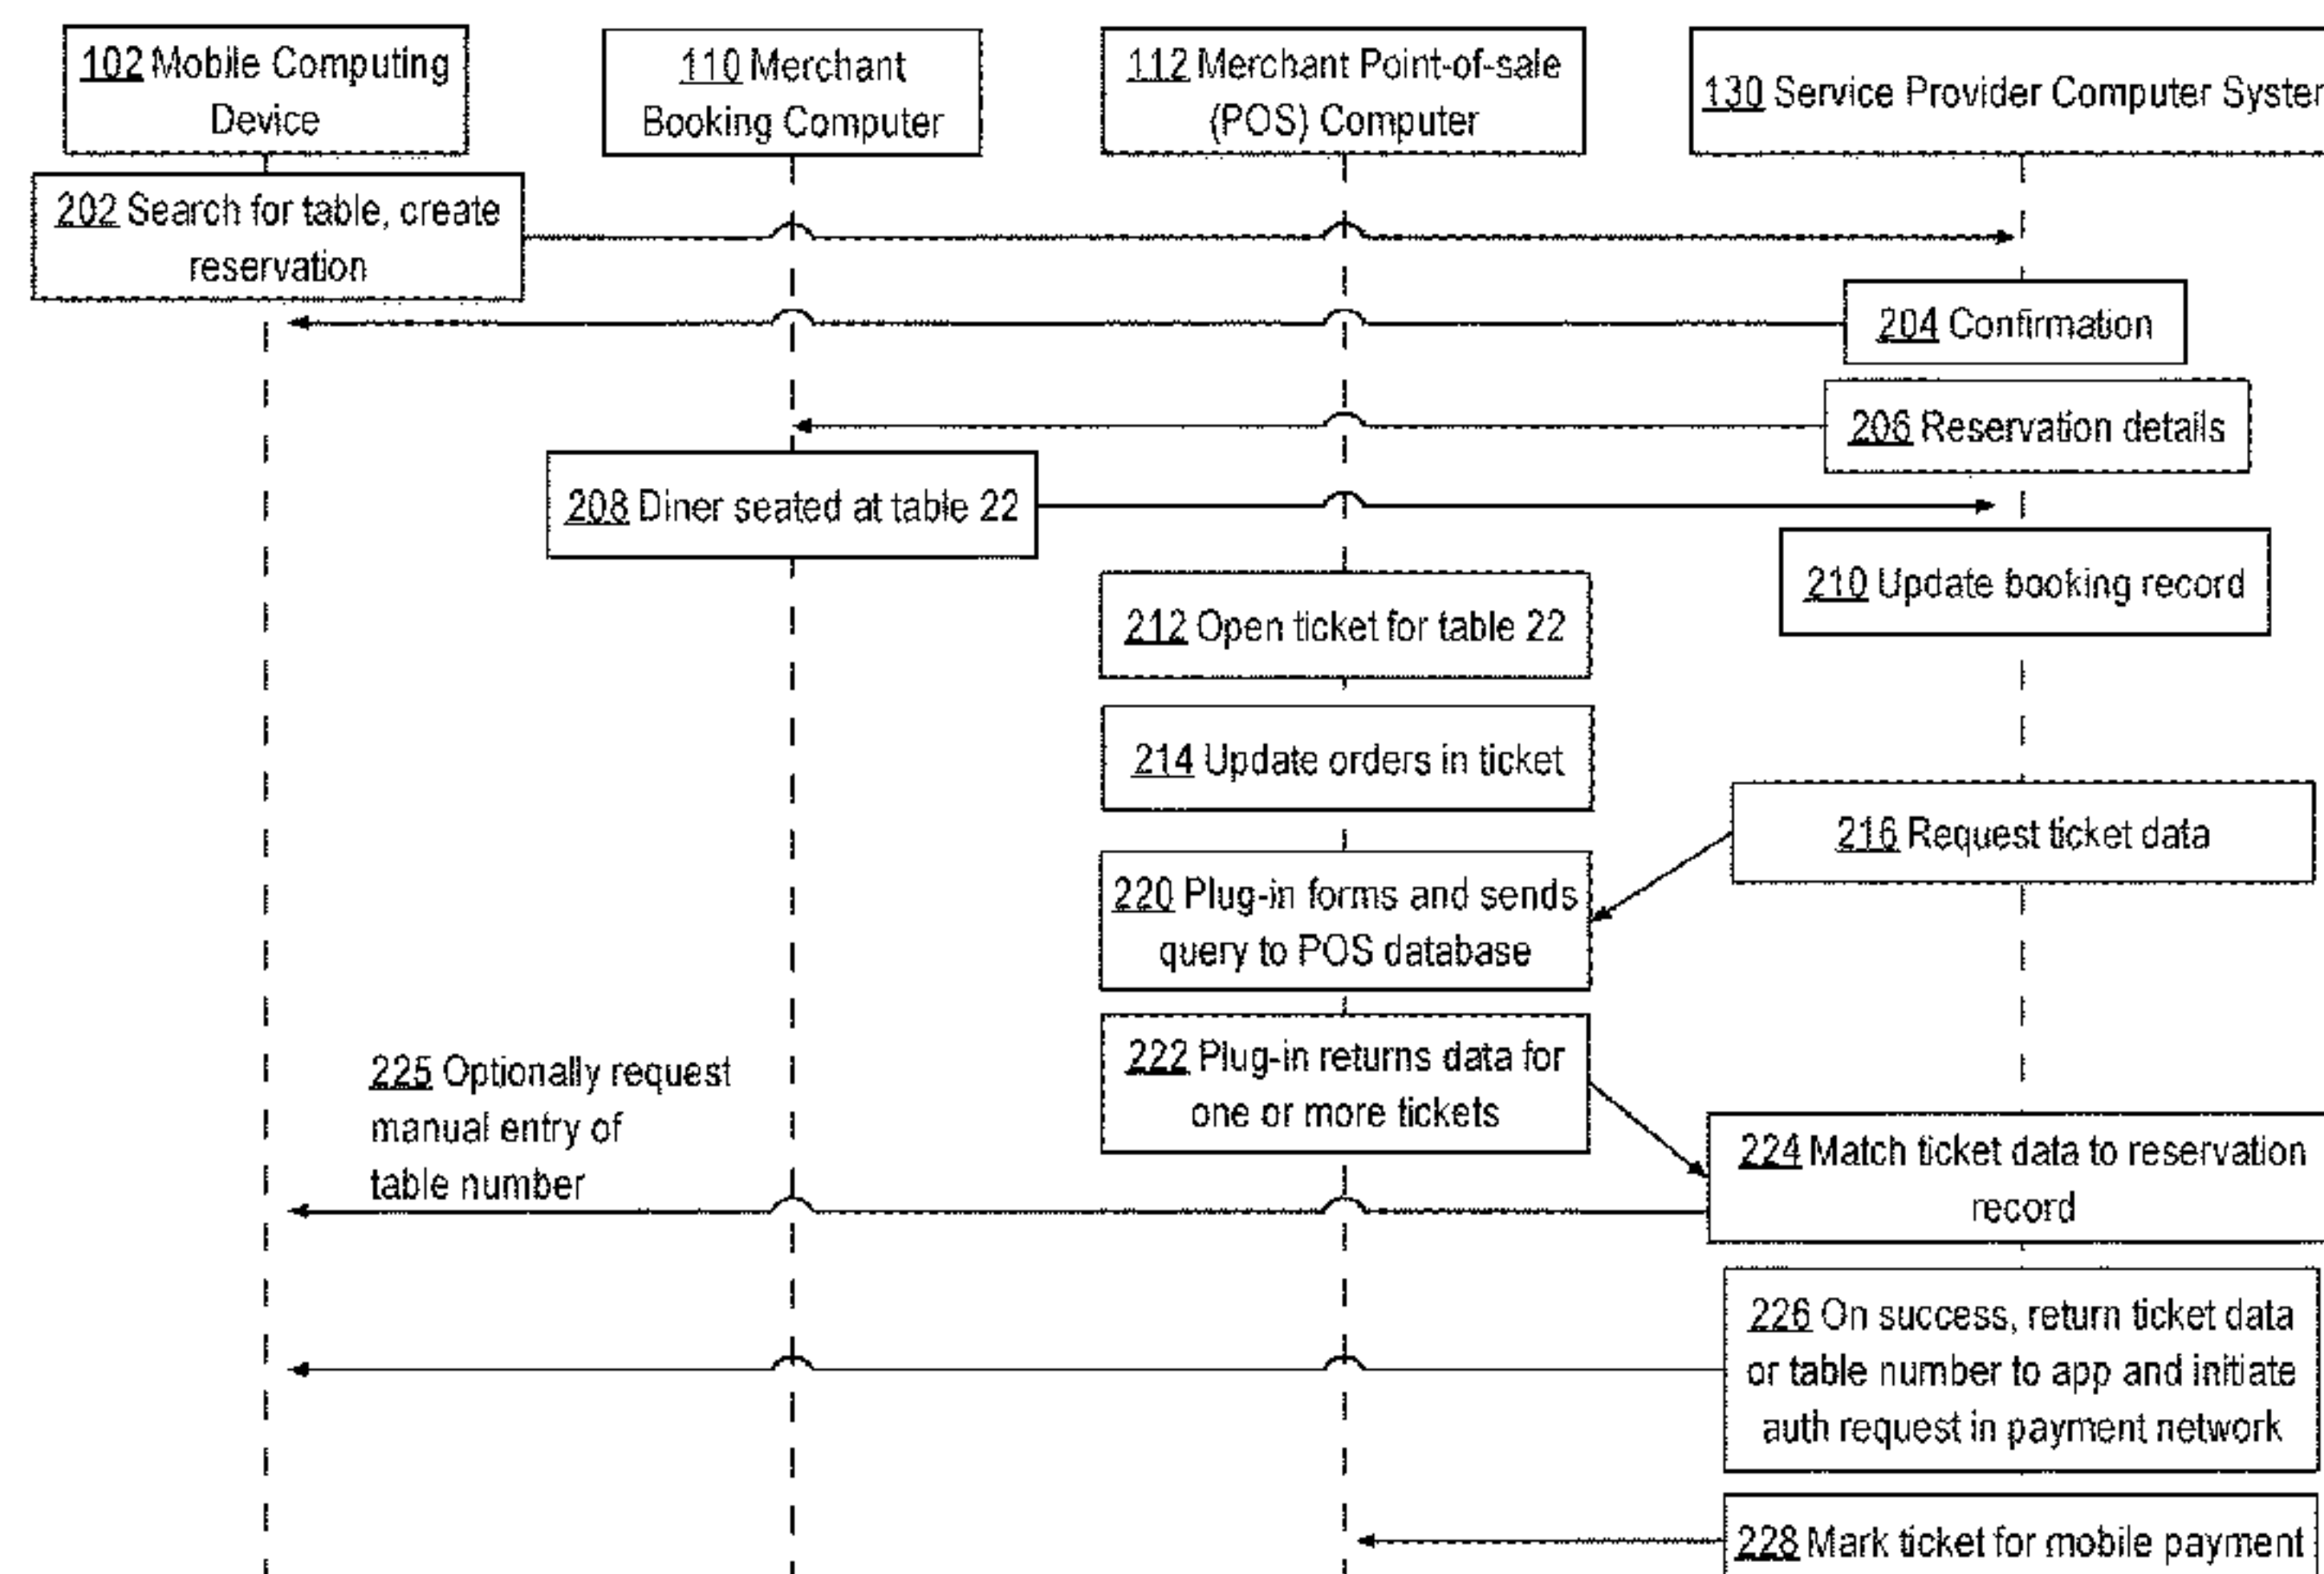 102 Mobile Computing
Device
110 Merchant
Booking Computer
112 Merchant Point-of-sale
(POS) Computer
130 Service Provider Computer System
202 Search for table, create
reservation
204 Confirmation
206 Reservation details
208 Diner seated at table 22
210 Update booking record
212 Open ticket for table 22
214 Update orders in ticket
216 Request ticket data
220 Plug-in forms and sends
query to POS database
222 Plug-in returns data for
one or more tickets
224 Match ticket data to reservation
record
225 Optionally request
manual entry of
table number
226 On success, return ticket data
or table number to app and initiate
auth request in payment network
228 Mark ticket for mobile payment